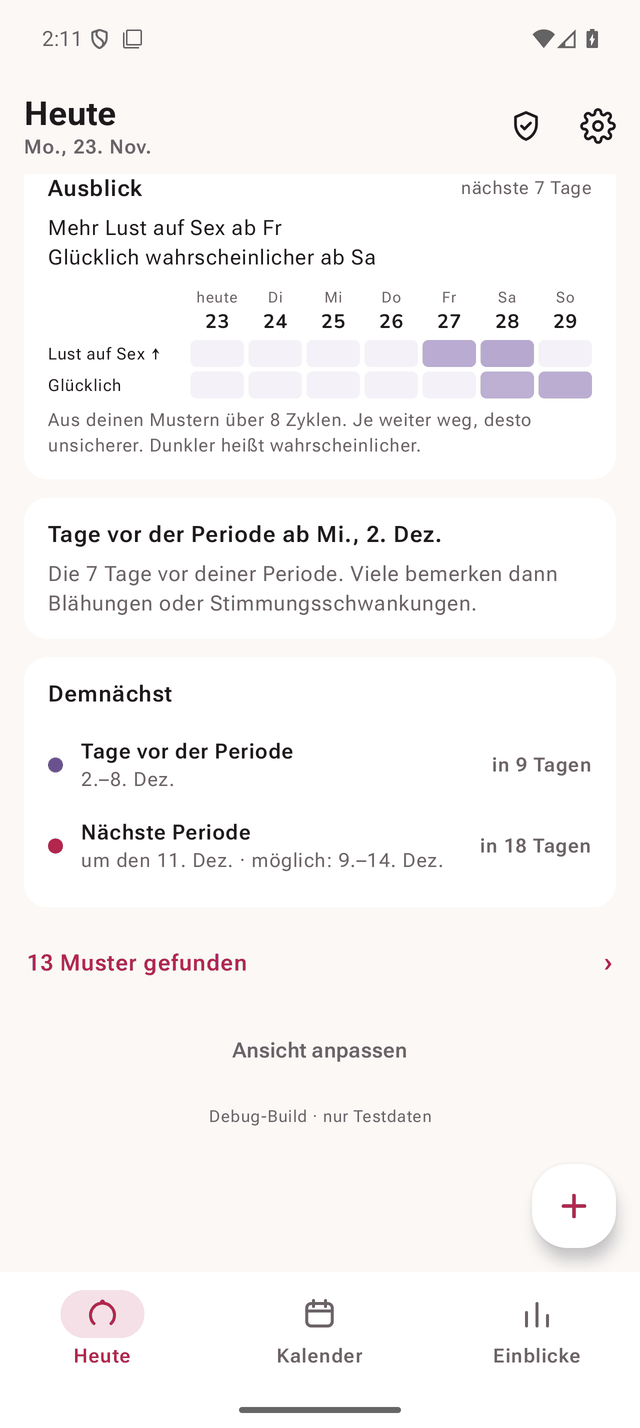 2:11
Heute
Mo., 23. Nov.
Ausblick
nächste 7 Tage
Mehr Lust auf Sex ab Fr
Glücklich wahrscheinlicher ab Sa
heute Di Mi Do Fr Sa So
23 24 25 26 27 28 29
Lust auf Sex ↑
Glücklich
Aus deinen Mustern über 8 Zyklen. Je weiter weg, desto
unsicherer. Dunkler heißt wahrscheinlicher.
Tage vor der Periode ab Mi., 2. Dez.
Die 7 Tage vor deiner Periode. Viele bemerken dann
Blähungen oder Stimmungsschwankungen.
Demnächst
Tage vor der Periode
2.–8. Dez.
in 9 Tagen
Nächste Periode
um den 11. Dez. · möglich: 9.–14. Dez.
in 18 Tagen
13 Muster gefunden ›
Ansicht anpassen
Debug-Build · nur Testdaten
Heute Kalender Einblicke